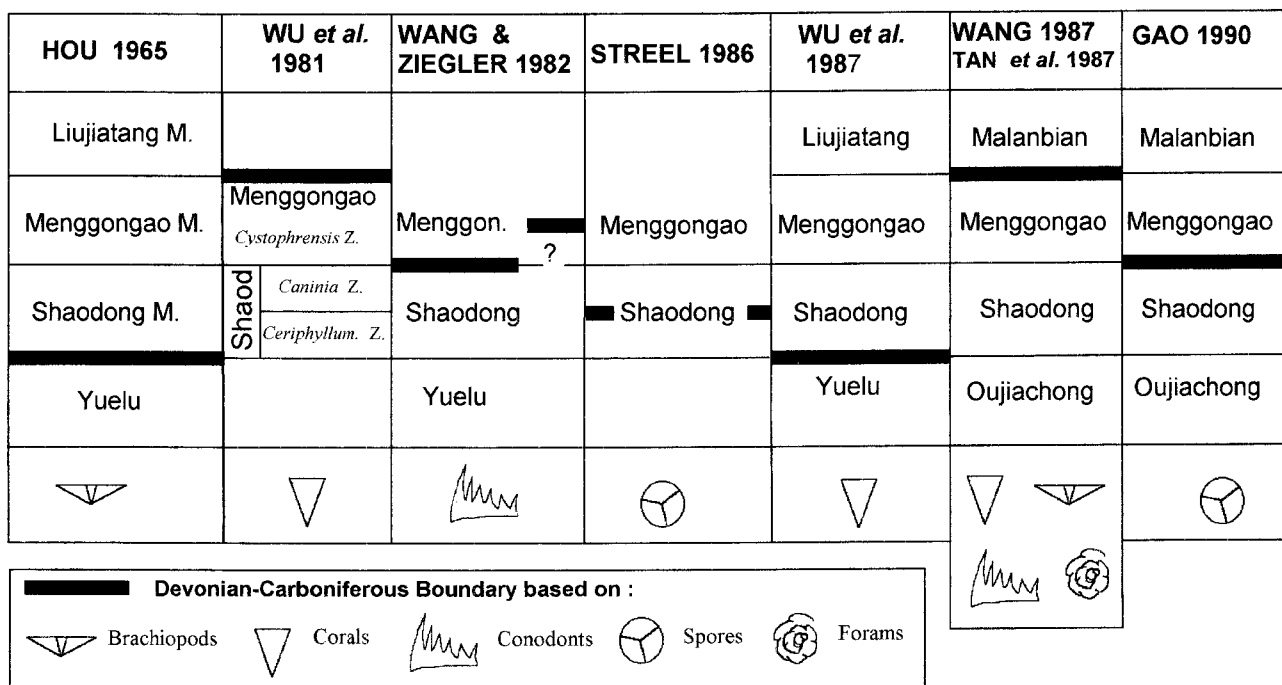 HOU 1965
WU et al.
1981
WANG &
ZIEGLER 1982
STREEL 1986
WU et al.
1987
WANG 1987
TAN et al. 1987
GAO 1990
Liujiatang M.
Liujiatang
Malanbian
Malanbian
Menggongao M.
Menggongao
Cystophrensis Z.
Menggon.
?
Menggongao
Menggongao
Menggongao
Menggongao
Shaodong M.
Shaod
Caninia Z.
Ceriphyllum. Z.
Shaodong
Shaodong
Shaodong
Shaodong
Shaodong
Yuelu
Yuelu
Yuelu
Oujiachong
Oujiachong
Devonian-Carboniferous Boundary based on :
Brachiopods
Corals
Conodonts
Spores
Forams